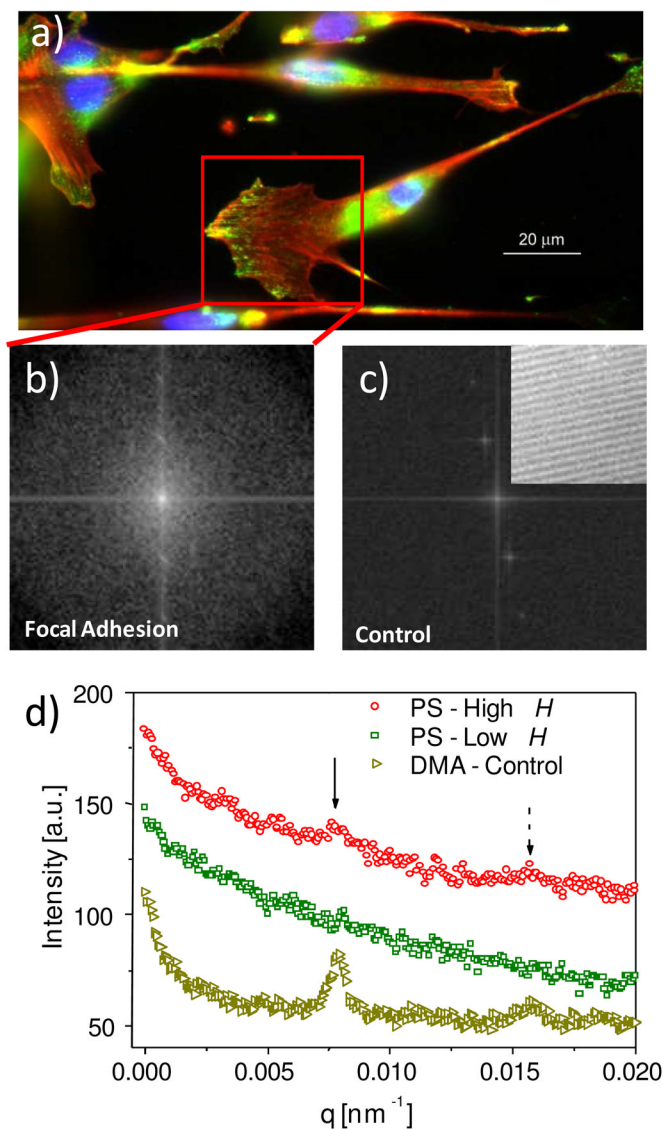 a)
20 μm
b)
c)
Focal Adhesion
Control
d)
200
PS - High H
PS - Low H
DMA - Control
150
100
50
Intensity [a.u.]
0.000 0.005 0.010 0.015 0.020
q [nm⁻¹]